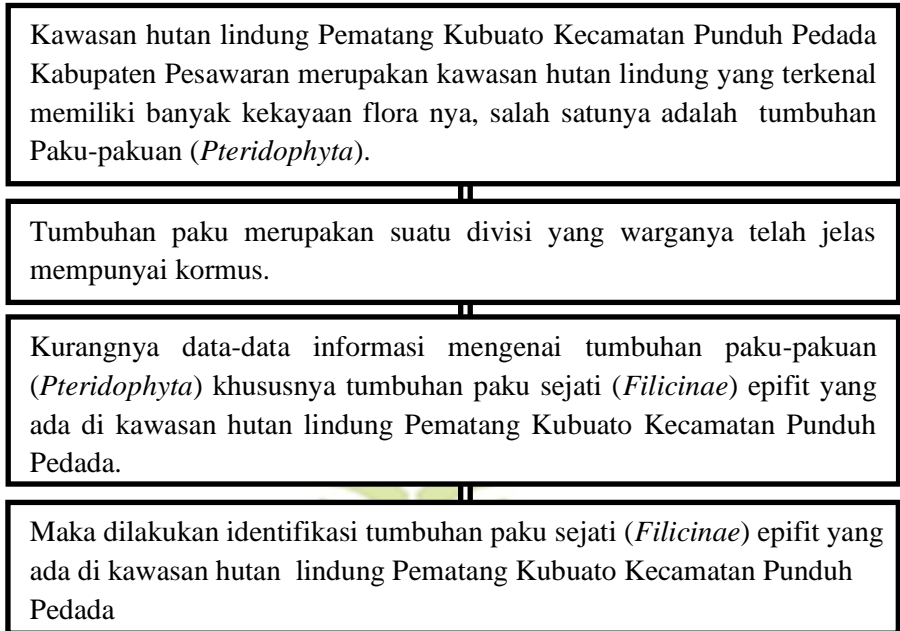 Kawasan hutan lindung Pematang Kubuato Kecamatan Punduh Pedada
Kabupaten Pesawaran merupakan kawasan hutan lindung yang terkenal
memiliki banyak kekayaan flora nya, salah satunya adalah tumbuhan
Paku-pakuan (Pteridophyta).
Tumbuhan paku merupakan suatu divisi yang warganya telah jelas
mempunyai kormus.
Kurangnya data-data informasi mengenai tumbuhan paku-pakuan
(Pteridophyta) khususnya tumbuhan paku sejati (Filicinae) epifit yang
ada di kawasan hutan lindung Pematang Kubuato Kecamatan Punduh
Pedada.
Maka dilakukan identifikasi tumbuhan paku sejati (Filicinae) epifit yang
ada di kawasan hutan lindung Pematang Kubuato Kecamatan Punduh
Pedada